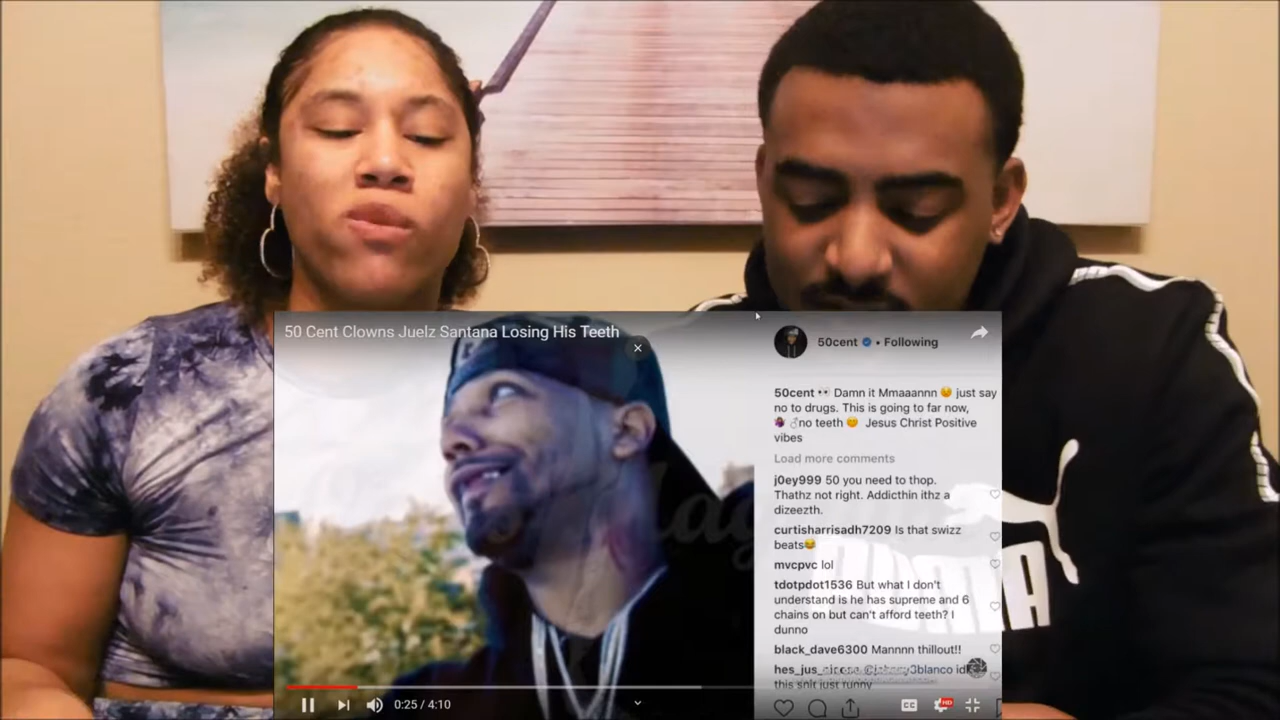 50 Cent Clowns Juelz Santana Losing His Teeth
50cent • Following
50cent 👀 Damn it Mmaaannn 😖 just say
no to drugs. This is going to far now,
no teeth 😊 Jesus Christ Positive
vibes
Load more comments
j0ey999 50 you need to thop.
Thathz not right. Addicthin ithz a
dizeezth.
curtisharrisadh7209 Is that swizz
beats😂
mvcpvc lol
tdotpdot1536 But what I don't
understand is he has supreme and 6
chains on but can't afford teeth? I
dunno
black_dave6300 Mannnn thillout!!
this shit just funny
0:25 / 4:10
CC
HD